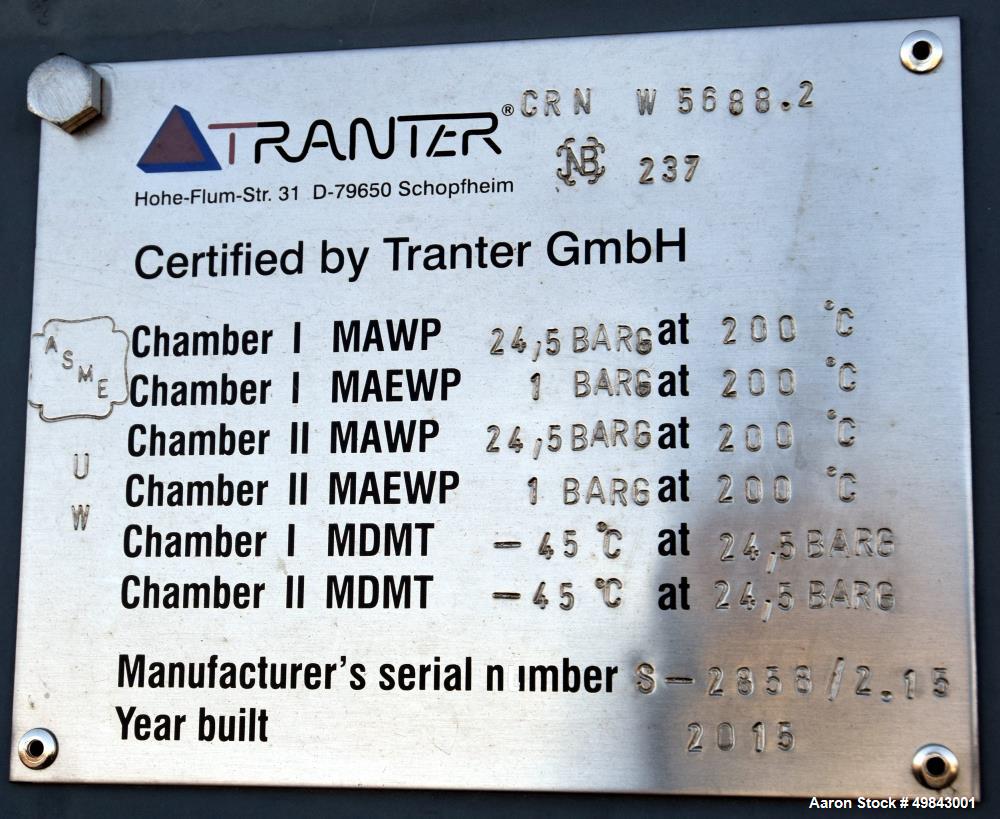 TRANTER® CRN W 5688.2
NB 237
Hohe-Flum-Str. 31 D-79650 Schopfheim
Certified by Tranter GmbH
ASME
U
W
Chamber I MAWP 24,5 BARG at 200 °C
Chamber I MAEWP 1 BARG at 200 °C
Chamber II MAWP 24,5 BARG at 200 °C
Chamber II MAEWP 1 BARG at 200 °C
Chamber I MDMT -45 °C at 24,5 BARG
Chamber II MDMT -45 °C at 24,5 BARG
Manufacturer's serial number S-2858/2.15
Year built 2015
Aaron Stock # 49843001